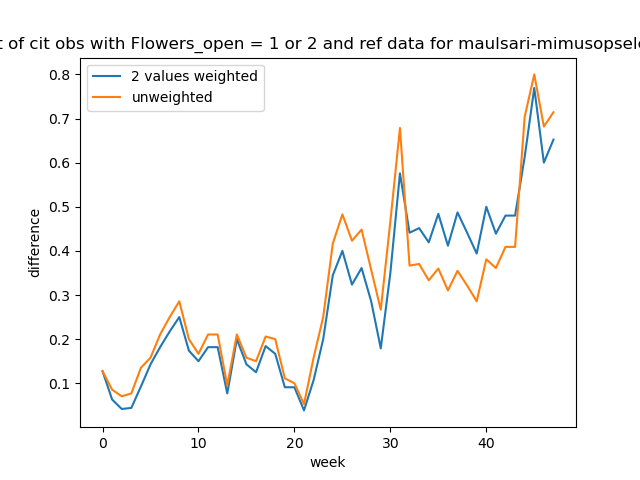 of cit obs with Flowers_open = 1 or 2 and ref data for
2 values weighted
unweighted
0.8
0.7
0.6
0.5
0.4
0.3
0.2
0.1
difference
0
10
20
30
40
week